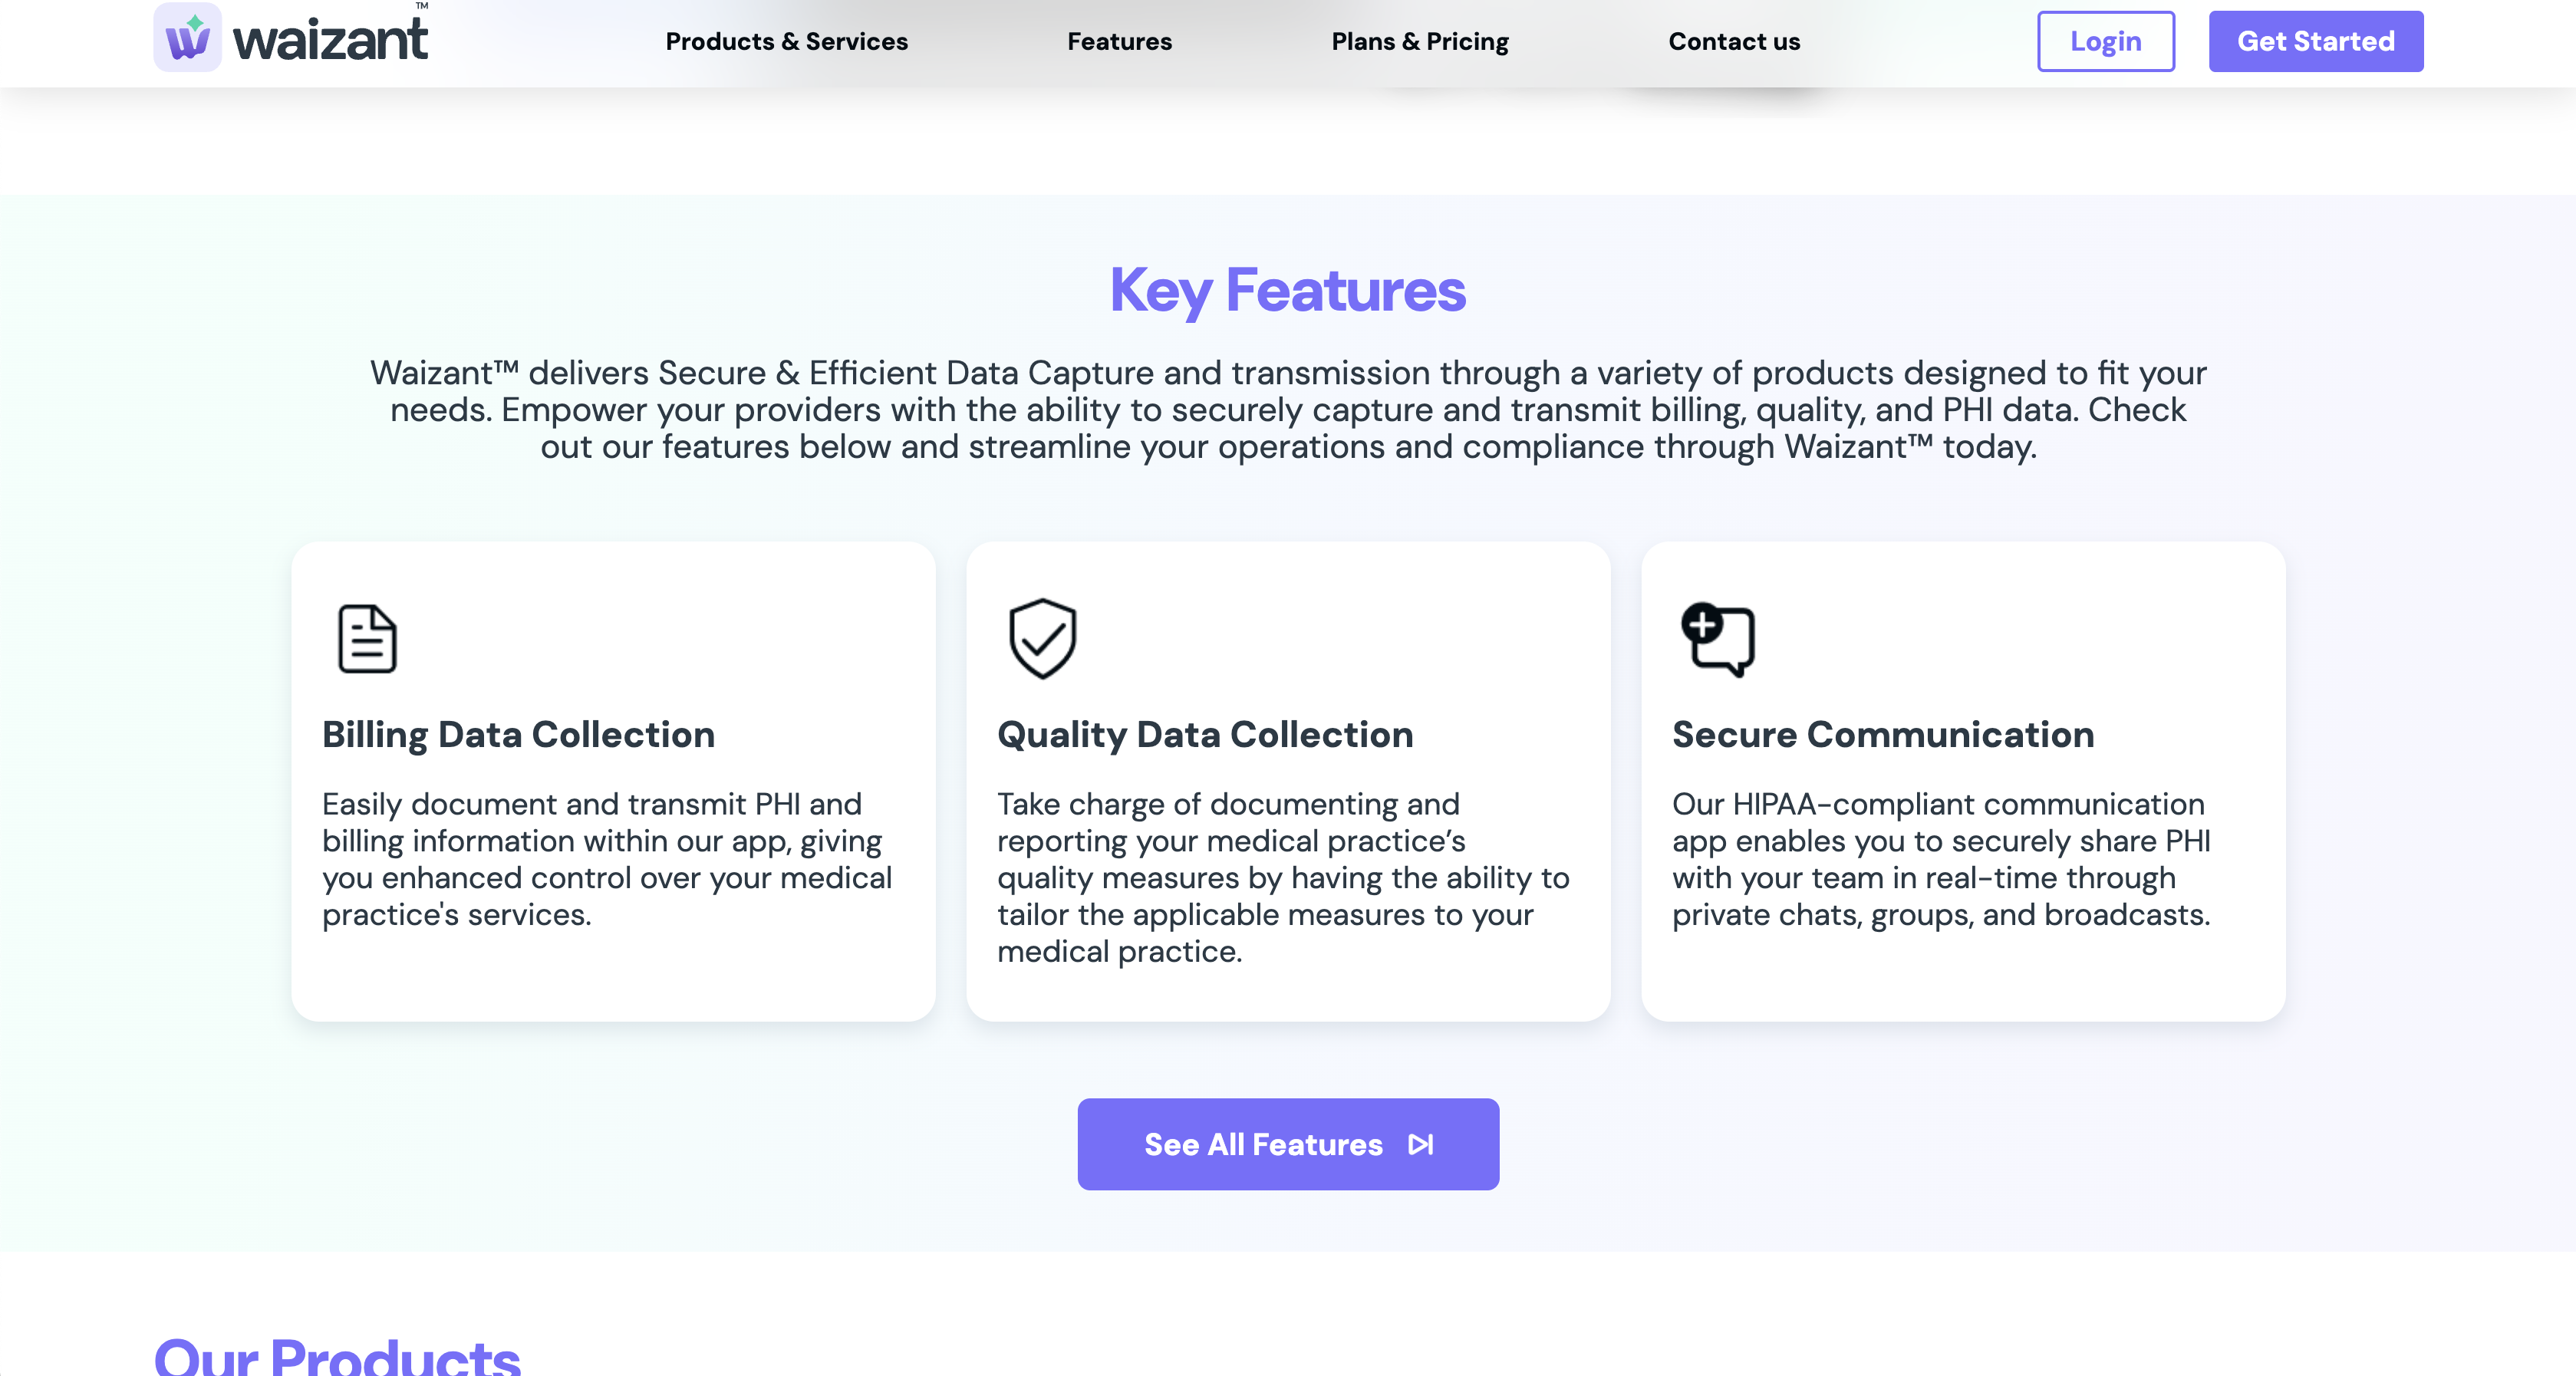 waizant™
Products & Services
Features
Plans & Pricing
Contact us
Login
Get Started
Key Features
Waizant™ delivers Secure & Efficient Data Capture and transmission through a variety of products designed to fit your
needs. Empower your providers with the ability to securely capture and transmit billing, quality, and PHI data. Check
out our features below and streamline your operations and compliance through Waizant™ today.
Billing Data Collection
Easily document and transmit PHI and
billing information within our app, giving
you enhanced control over your medical
practice's services.
Quality Data Collection
Take charge of documenting and
reporting your medical practice’s
quality measures by having the ability to
tailor the applicable measures to your
medical practice.
Secure Communication
Our HIPAA-compliant communication
app enables you to securely share PHI
with your team in real-time through
private chats, groups, and broadcasts.
See All Features
Our Products